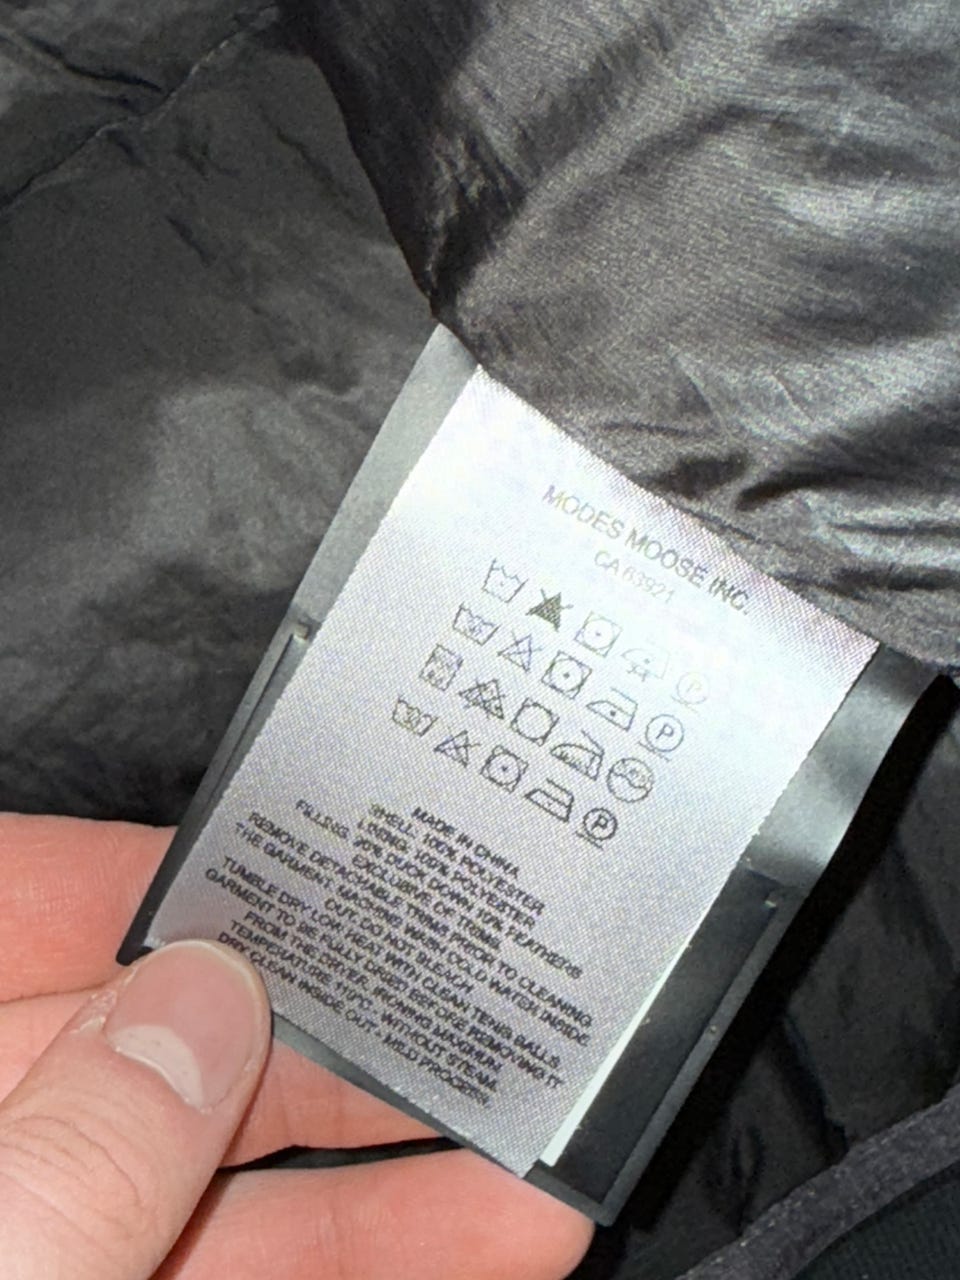 MODES MOOSE INC.
CA 63921
MADE IN CHINA
SHELL: 100% POLYESTER
LINING: 100% POLYESTER
FILLING: DUCK DOWN 10% FEATHERS
EXCLUSIVE OF TRIMS.
REMOVE DETACHABLE TRIMS PRIOR TO CLEANING
THE GARMENT. MACHINE WASH COLD WATER INSIDE
OUT. DO NOT BLEACH.
TUMBLE DRY LOW HEAT WITH CLEAN TENIS BALLS.
GARMENT TO BE FULLY DRIED BEFORE REMOVING IT
FROM THE DRYER. IRONING MAXIMUM
TEMPERATURE 110°C - WITHOUT STEAM.
DRY CLEAN INSIDE OUT. - MILD PROCESS.